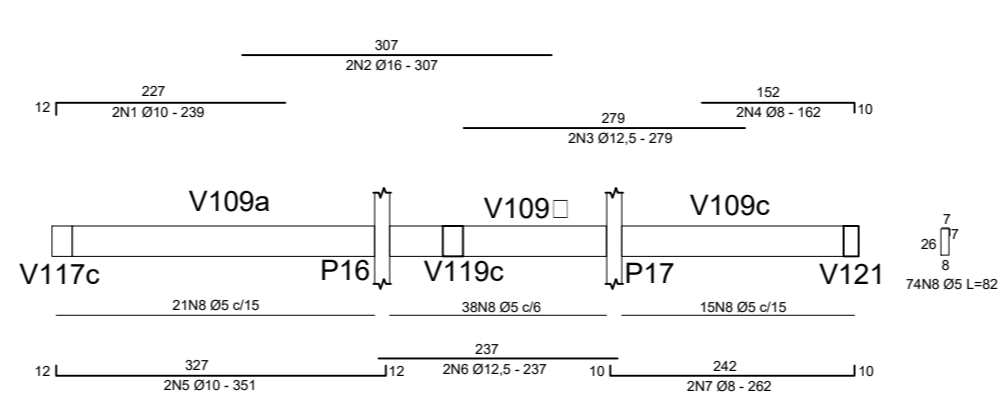 307
2N2 Ø16 - 307
227
12
2N1 Ø10 - 239
152
10
2N4 Ø8 - 162
279
2N3 Ø12,5 - 279
V109a
V109□
V109c
7
7
26
8
74N8 Ø5 L=82
V117c
P16
V119c
P17
V121
21N8 Ø5 c/15
38N8 Ø5 c/6
15N8 Ø5 c/15
12
327
12
2N5 Ø10 - 351
237
2N6 Ø12,5 - 237
10
242
10
2N7 Ø8 - 262